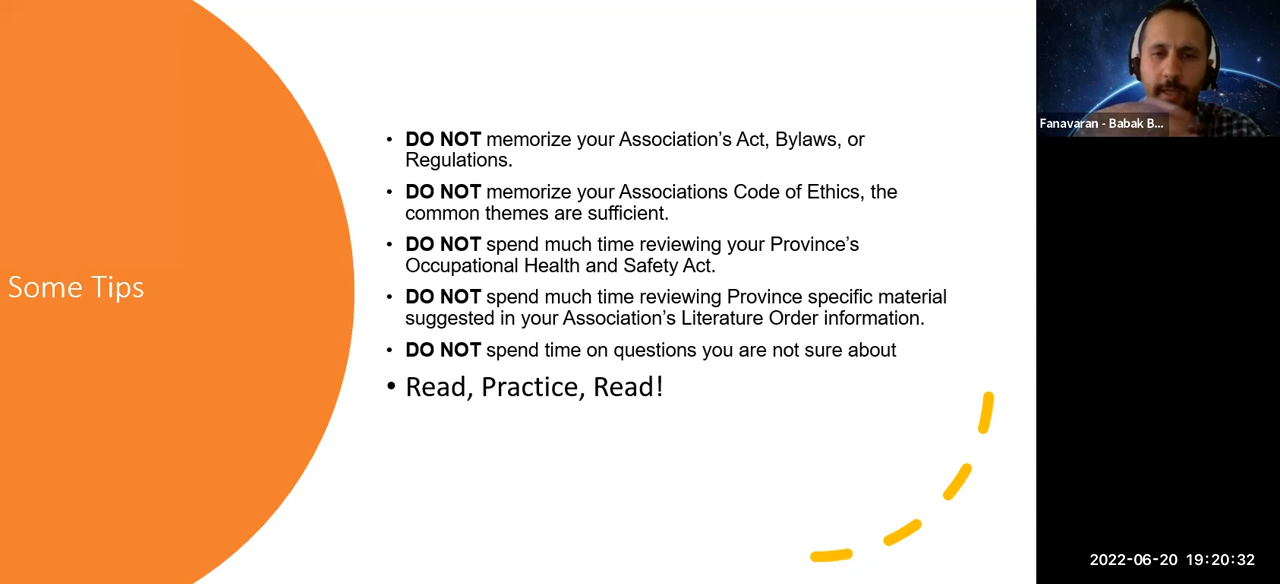 Some Tips
• DO NOT memorize your Association’s Act, Bylaws, or
Regulations.
• DO NOT memorize your Associations Code of Ethics, the
common themes are sufficient.
• DO NOT spend much time reviewing your Province’s
Occupational Health and Safety Act.
• DO NOT spend much time reviewing Province specific material
suggested in your Association’s Literature Order information.
• DO NOT spend time on questions you are not sure about
• Read, Practice, Read!
Fanavaran - Babak B...
2022-06-20 19:20:32